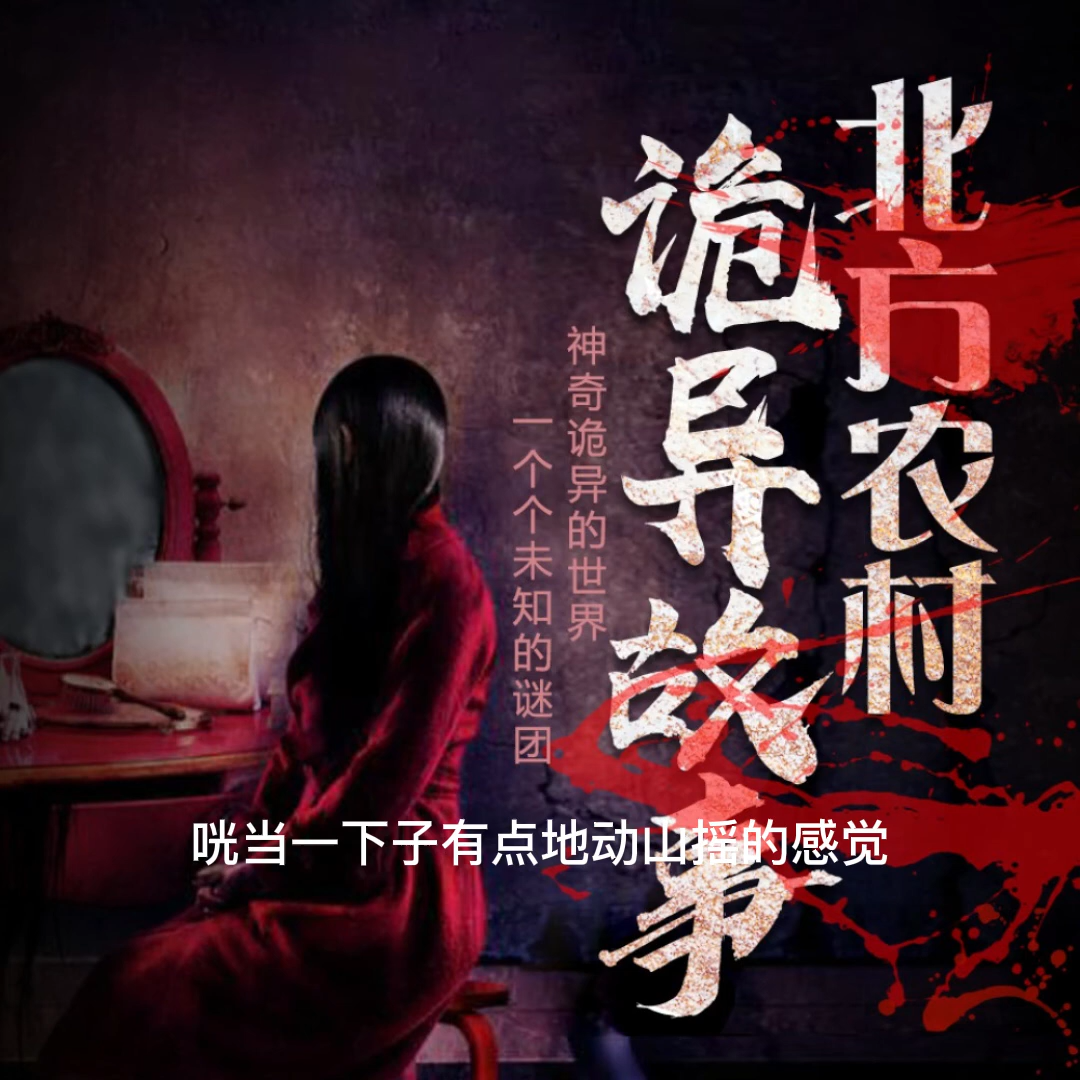 北方农村
诡异故事
神奇诡异的世界
一个个未知的谜团
咣当一下子有点地动山摇的感觉